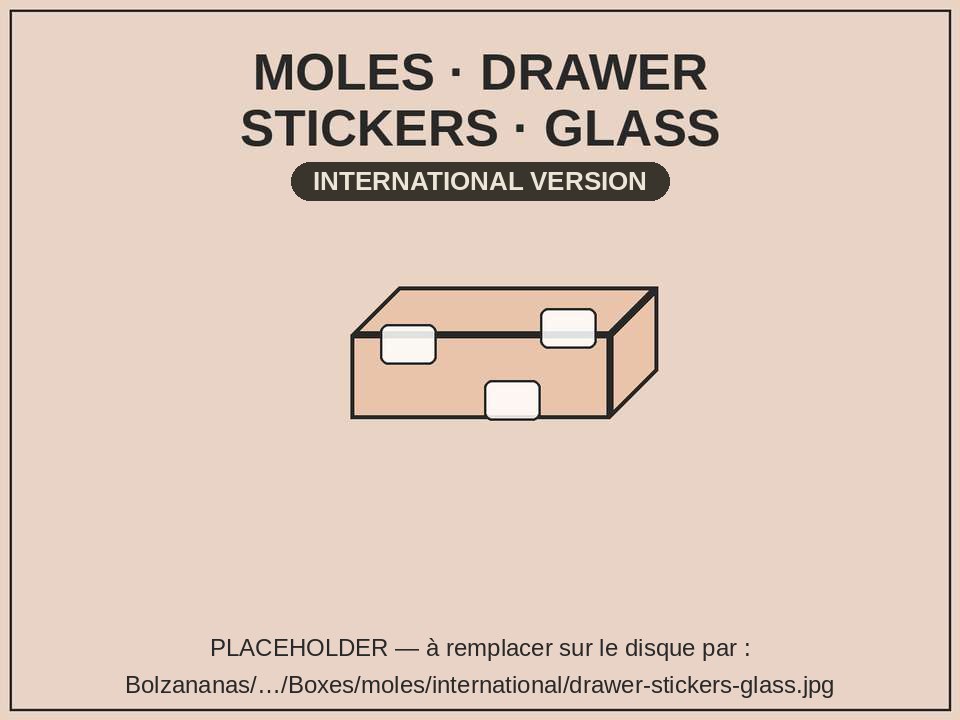 MOLES · DRAWER
STICKERS · GLASS
INTERNATIONAL VERSION
PLACEHOLDER — à remplacer sur le disque par :
Bolzananas/…/Boxes/moles/international/drawer-stickers-glass.jpg